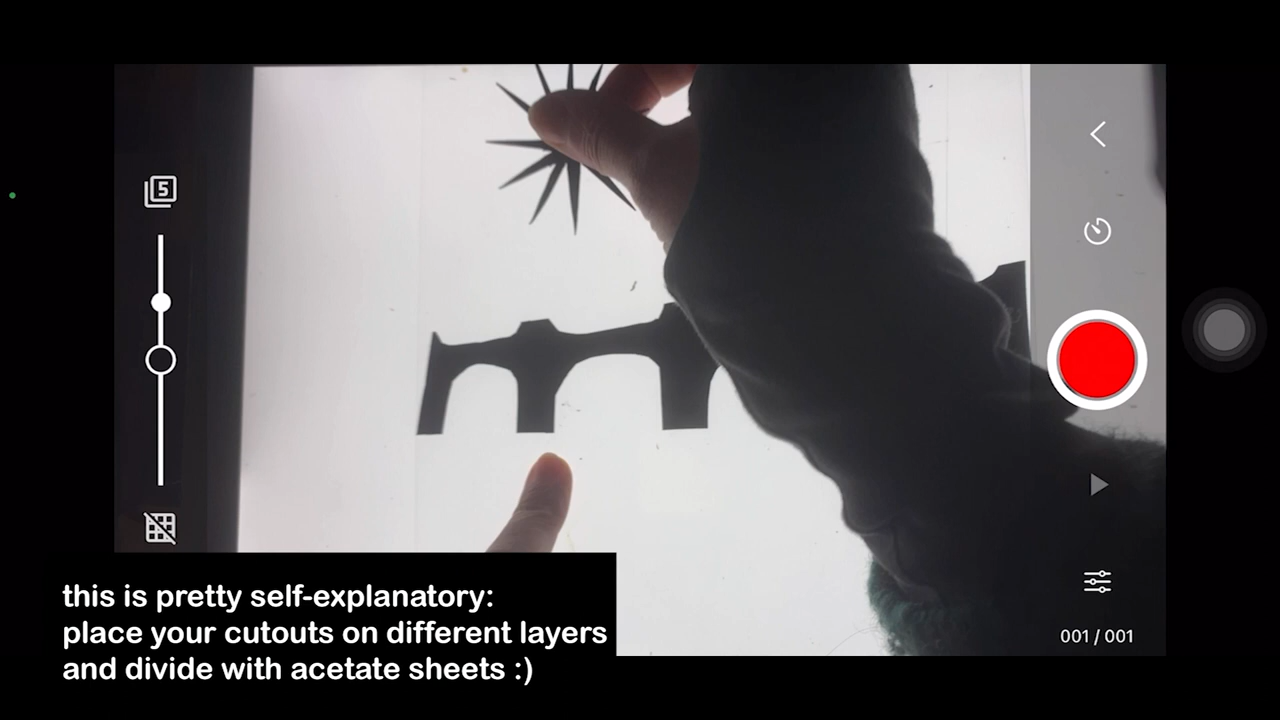 5
this is pretty self-explanatory:
place your cutouts on different layers
and divide with acetate sheets :)
001 / 001